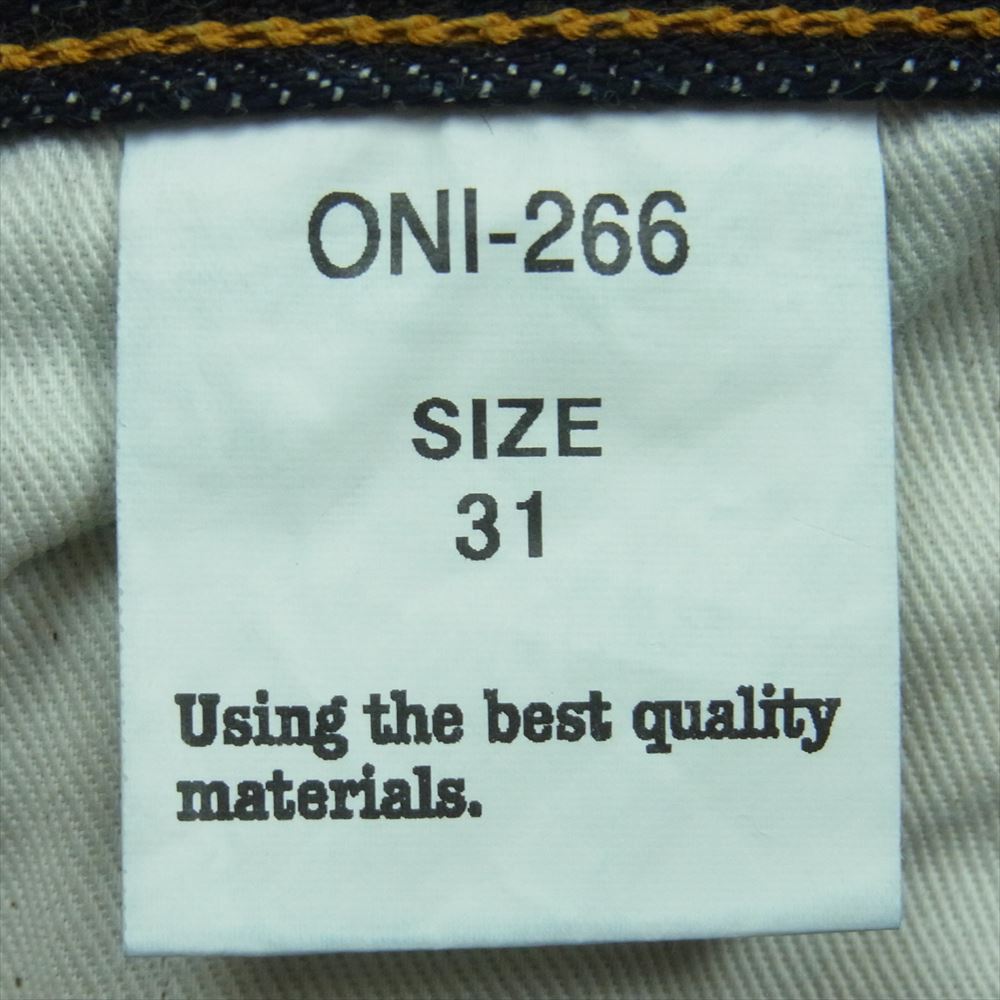 ONI-266
SIZE
31
Using the best quality
materials.